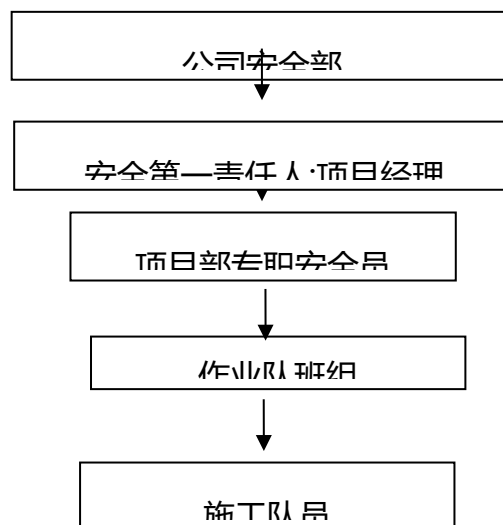 公司安全部
安全第一责任人:项目经理
项目部专职安全员
作业队班组
施工队员